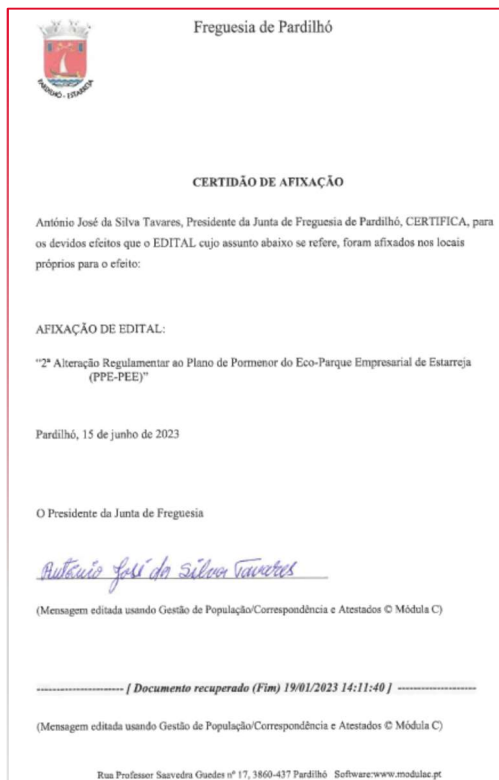 Freguesia de Pardilhó
PARDILHÓ - ESTARREJA
CERTIDÃO DE AFIXAÇÃO
António José da Silva Tavares, Presidente da Junta de Freguesia de Pardilhó, CERTIFICA, para
os devidos efeitos que o EDITAL cujo assunto abaixo se refere, foram afixados nos locais
próprios para o efeito:
AFIXAÇÃO DE EDITAL:
"2ª Alteração Regulamentar ao Plano de Pormenor do Eco-Parque Empresarial de Estarreja
(PPE-PEE)"
Pardilhó, 15 de junho de 2023
O Presidente da Junta de Freguesia
António José da Silva Tavares
(Mensagem editada usando Gestão de População/Correspondência e Atestados © Módula C)
---------------------- [ Documento recuperado (Fim) 19/01/2023 14:11:40 ] --------------------
(Mensagem editada usando Gestão de População/Correspondência e Atestados © Módula C)
Rua Professor Saavedra Guedes nº 17, 3860-437 Pardilhó Software:www.modulac.pt